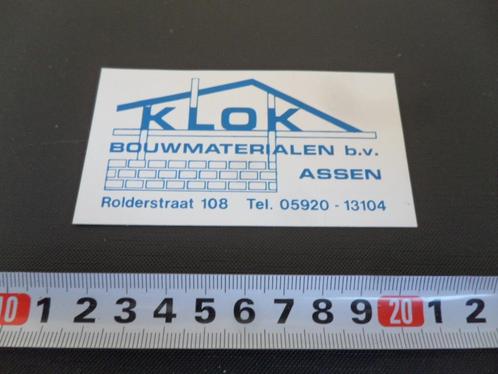 KLOK
BOUWMATERIALEN b.v.
ASSEN
Rolderstraat 108 Tel. 05920 - 13104
10 1 2 3 4 5 6 7 8 9 20 1 2